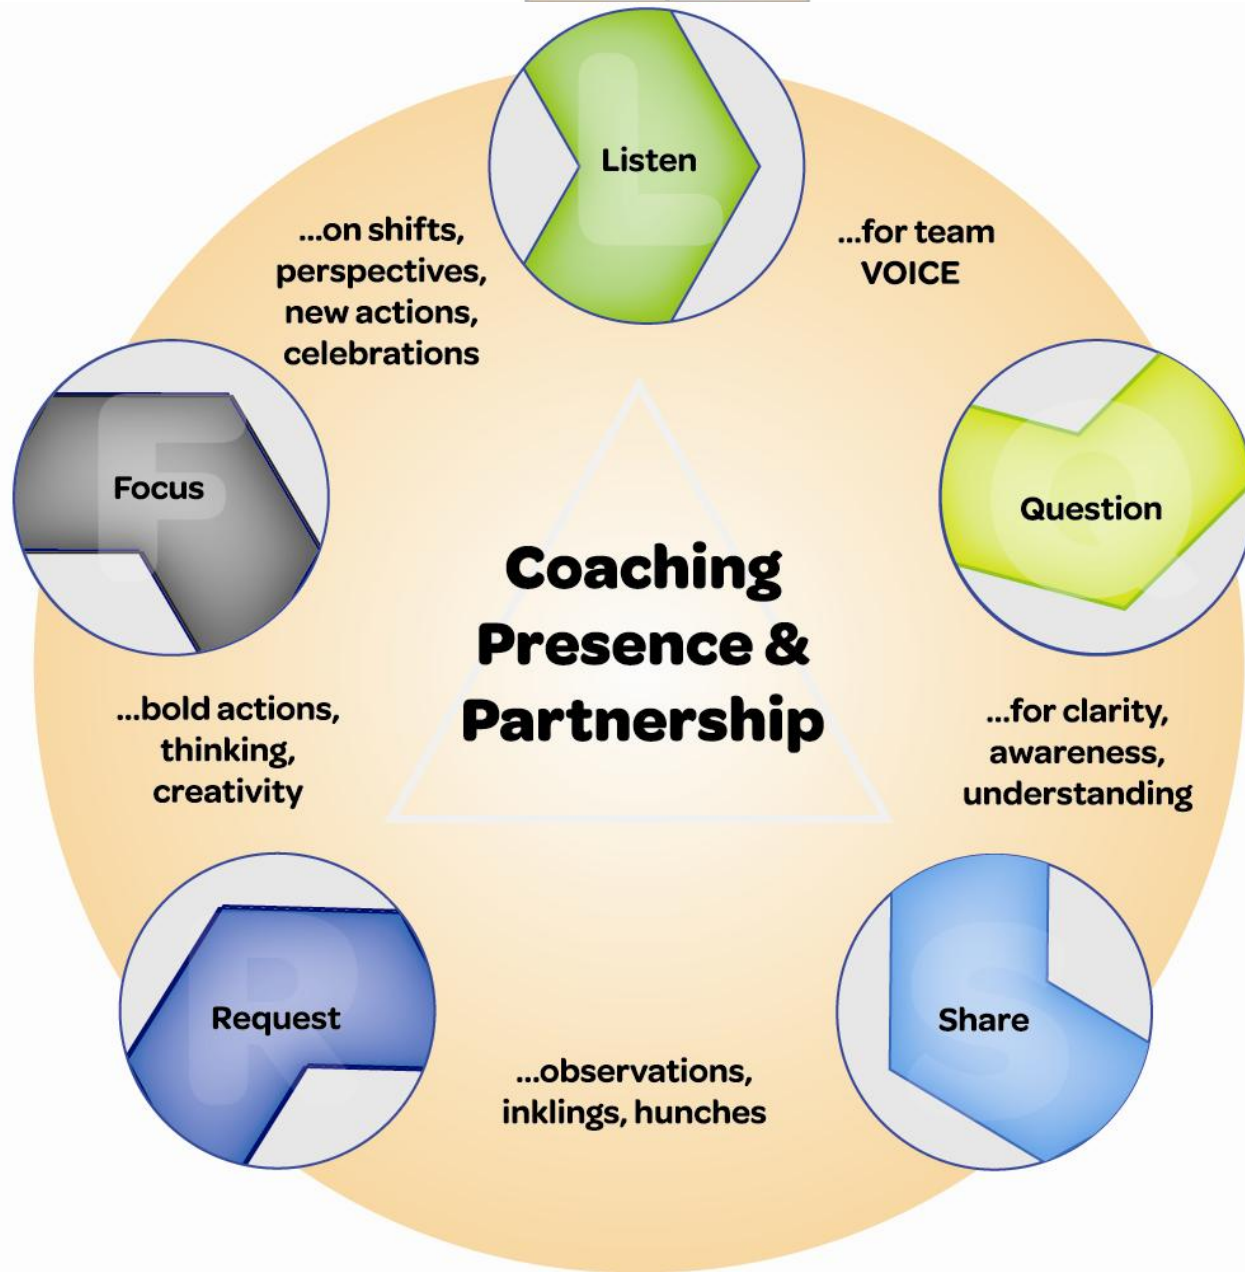 Listen
...for team
VOICE
Question
...for clarity,
awareness,
understanding
Share
...observations,
inklings, hunches
Request
...bold actions,
thinking,
creativity
Focus
...on shifts,
perspectives,
new actions,
celebrations
Coaching
Presence &
Partnership
L
Q
S
R
F